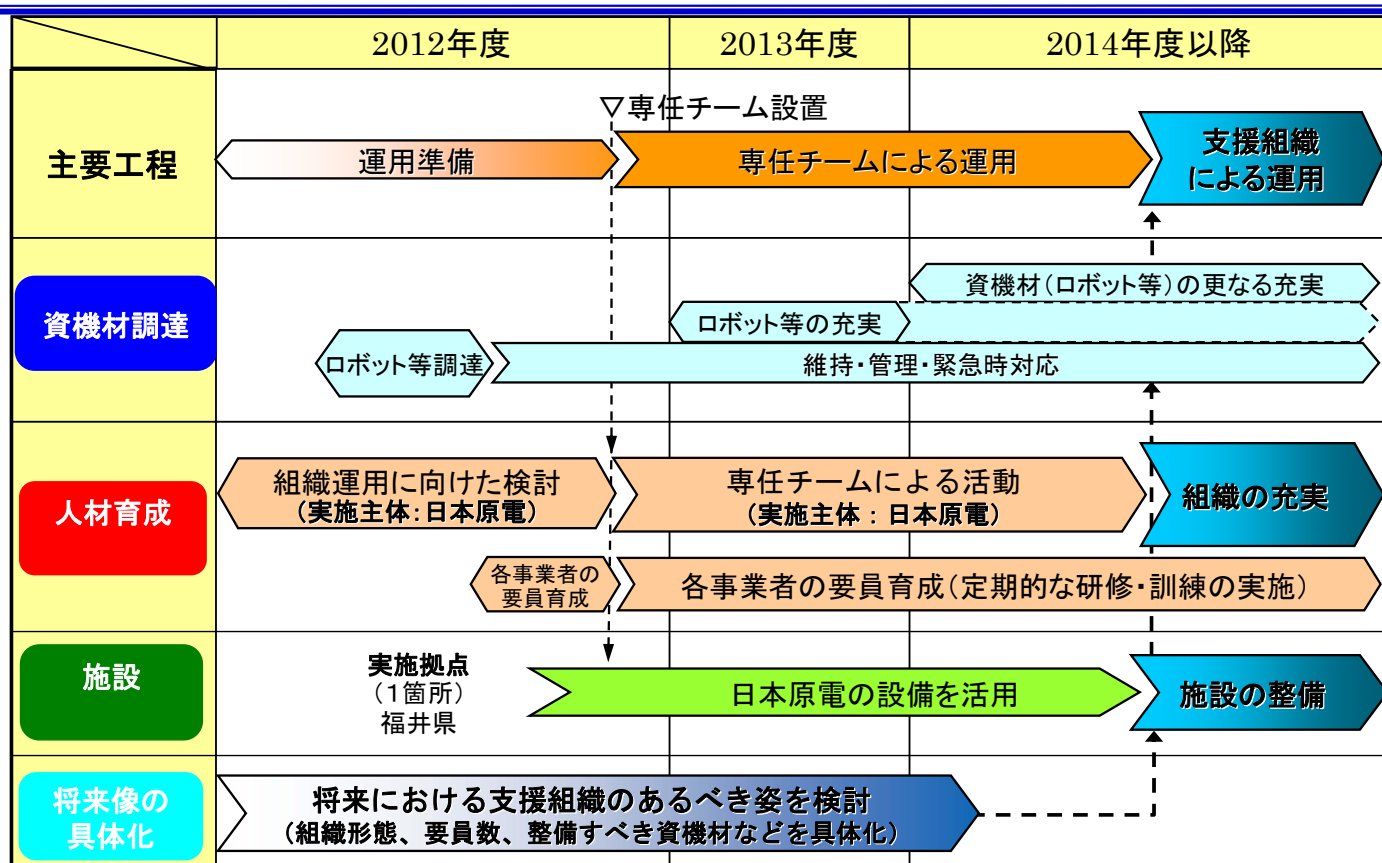 2012年度
2013年度
2014年度以降
▽専任チーム設置
主要工程
運用準備
専任チームによる運用
支援組織
による運用
資機材調達
資機材（ロボット等）の更なる充実
ロボット等の充実
ロボット等調達
維持・管理・緊急時対応
人材育成
組織運用に向けた検討
（実施主体：日本原電）
専任チームによる活動
（実施主体：日本原電）
組織の充実
各事業者の
要員育成
各事業者の要員育成（定期的な研修・訓練の実施）
施設
実施拠点
（1箇所）
福井県
日本原電の設備を活用
施設の整備
将来像の
具体化
将来における支援組織のあるべき姿を検討
（組織形態、要員数、整備すべき資機材などを具体化）